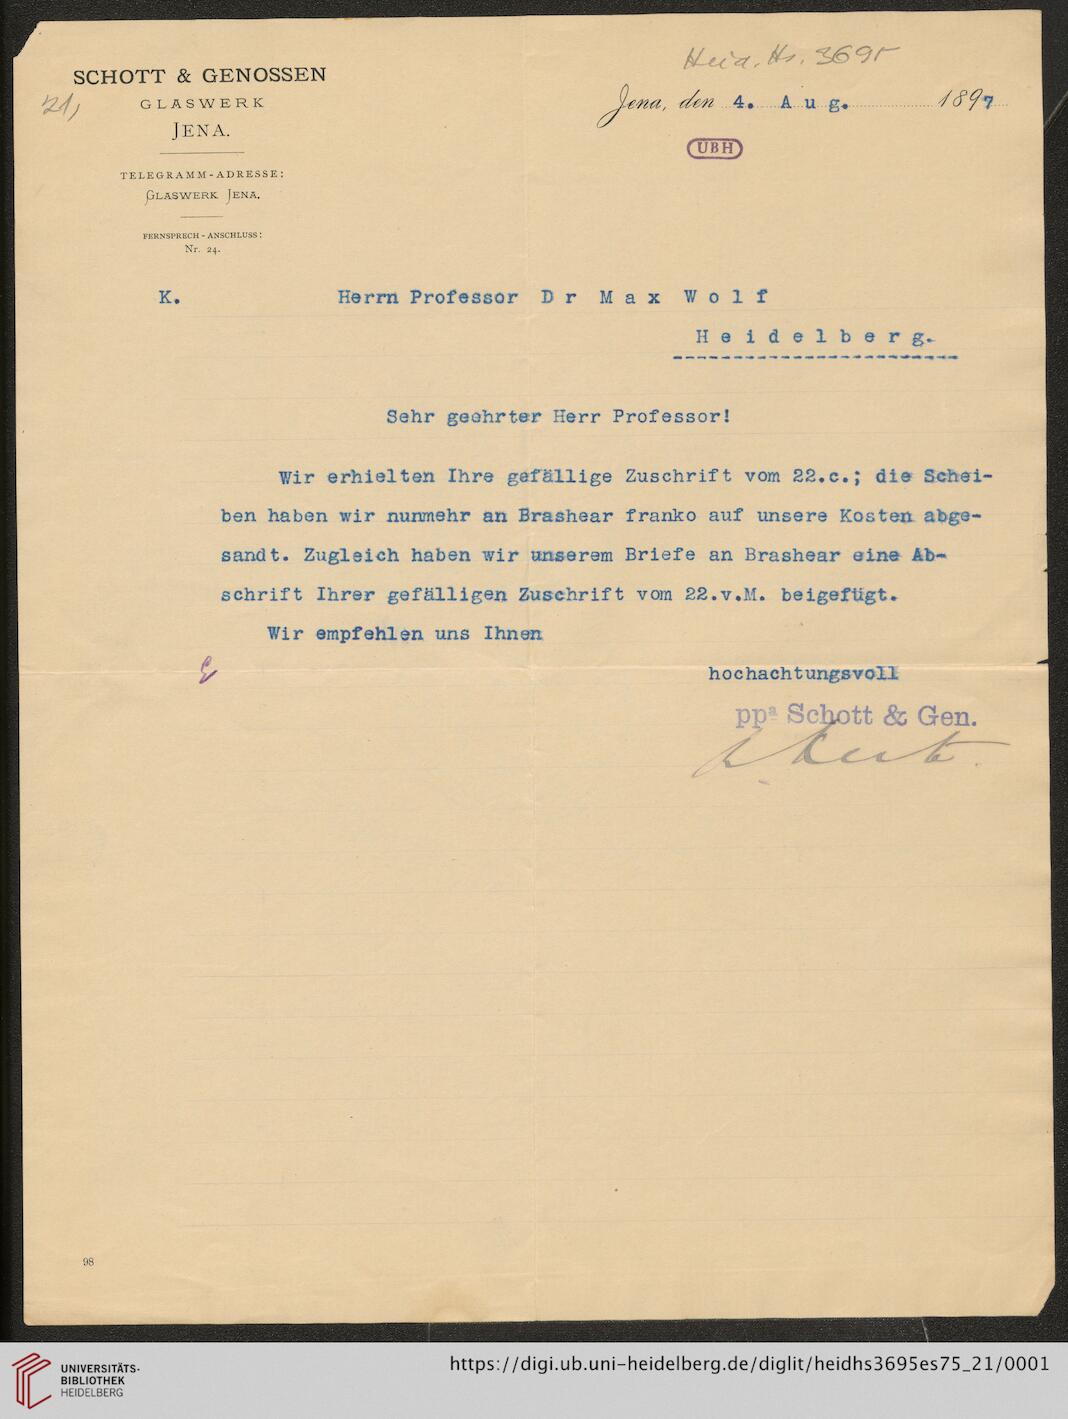 Heid. Hs. 3695
SCHOTT & GENOSSEN
21,
GLASWERK
JENA.
Jena, den 4. Aug. 1897
UBH
TELEGRAMM-ADRESSE:
GLASWERK JENA.
FERNSPRECH-ANSCHLUSS:
Nr. 24.
K. Herrn Professor Dr Max Wolf
Heidelberg.
Sehr geehrter Herr Professor!
Wir erhielten Ihre gefällige Zuschrift vom 22.c.; die Schei-
ben haben wir nunmehr an Brashear franko auf unsere Kosten abge-
sandt. Zugleich haben wir unserem Briefe an Brashear eine Ab-
schrift Ihrer gefälligen Zuschrift vom 22.v.M. beigefügt.
Wir empfehlen uns Ihnen
hochachtungsvoll
ppa Schott & Gen.
98
UNIVERSITÄTS-
BIBLIOTHEK
HEIDELBERG
https://digi.ub.uni-heidelberg.de/diglit/heidhs3695es75_21/0001